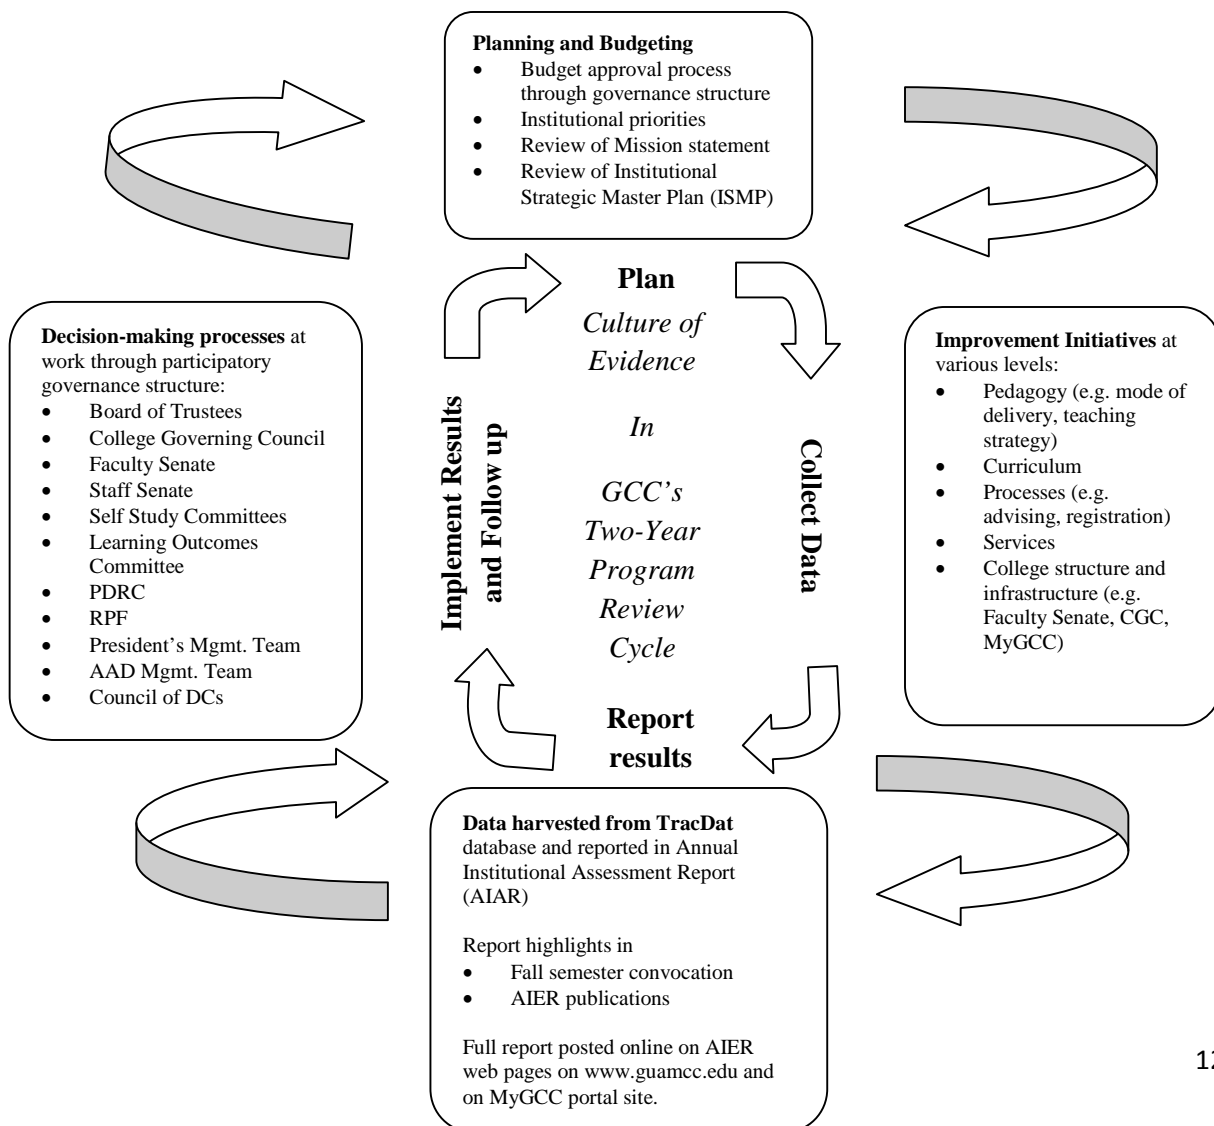 Planning and Budgeting
• Budget approval process
through governance structure
• Institutional priorities
• Review of Mission statement
• Review of Institutional
Strategic Master Plan (ISMP)
Decision-making processes at
work through participatory
governance structure:
• Board of Trustees
• College Governing Council
• Faculty Senate
• Staff Senate
• Self Study Committees
• Learning Outcomes
Committee
• PDRC
• RPF
• President's Mgmt. Team
• AAD Mgmt. Team
• Council of DCs
Implement Results
and Follow up
Plan
Culture of
Evidence
In
GCC's
Two-Year
Program
Review
Cycle
Report
results
Collect Data
Improvement Initiatives at
various levels:
• Pedagogy (e.g. mode of
delivery, teaching
strategy)
• Curriculum
• Processes (e.g.
advising, registration)
• Services
• College structure and
infrastructure (e.g.
Faculty Senate, CGC,
MyGCC)
Data harvested from TracDat
database and reported in Annual
Institutional Assessment Report
(AIAR)
Report highlights in
• Fall semester convocation
• AIER publications
Full report posted online on AIER
web pages on www.guamcc.edu and
on MyGCC portal site.
12